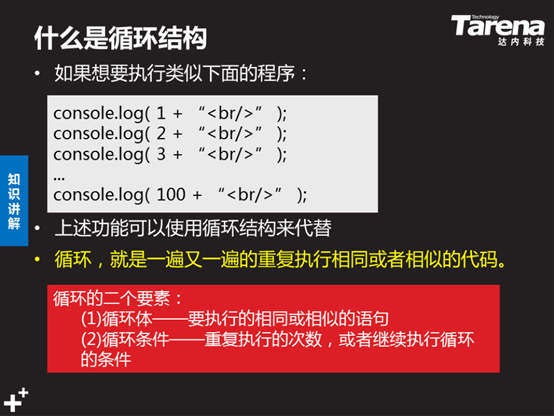 什么是循环结构
Technology
Tarena
达内科技
• 如果想要执行类似下面的程序：
console.log( 1 + “<br/>” );
console.log( 2 + “<br/>” );
console.log( 3 + “<br/>” );
...
console.log( 100 + “<br/>” );
知识讲解
• 上述功能可以使用循环结构来代替
• 循环，就是一遍又一遍的重复执行相同或者相似的代码。
循环的二个要素：
(1)循环体——要执行的相同或相似的语句
(2)循环条件——重复执行的次数，或者继续执行循环
的条件